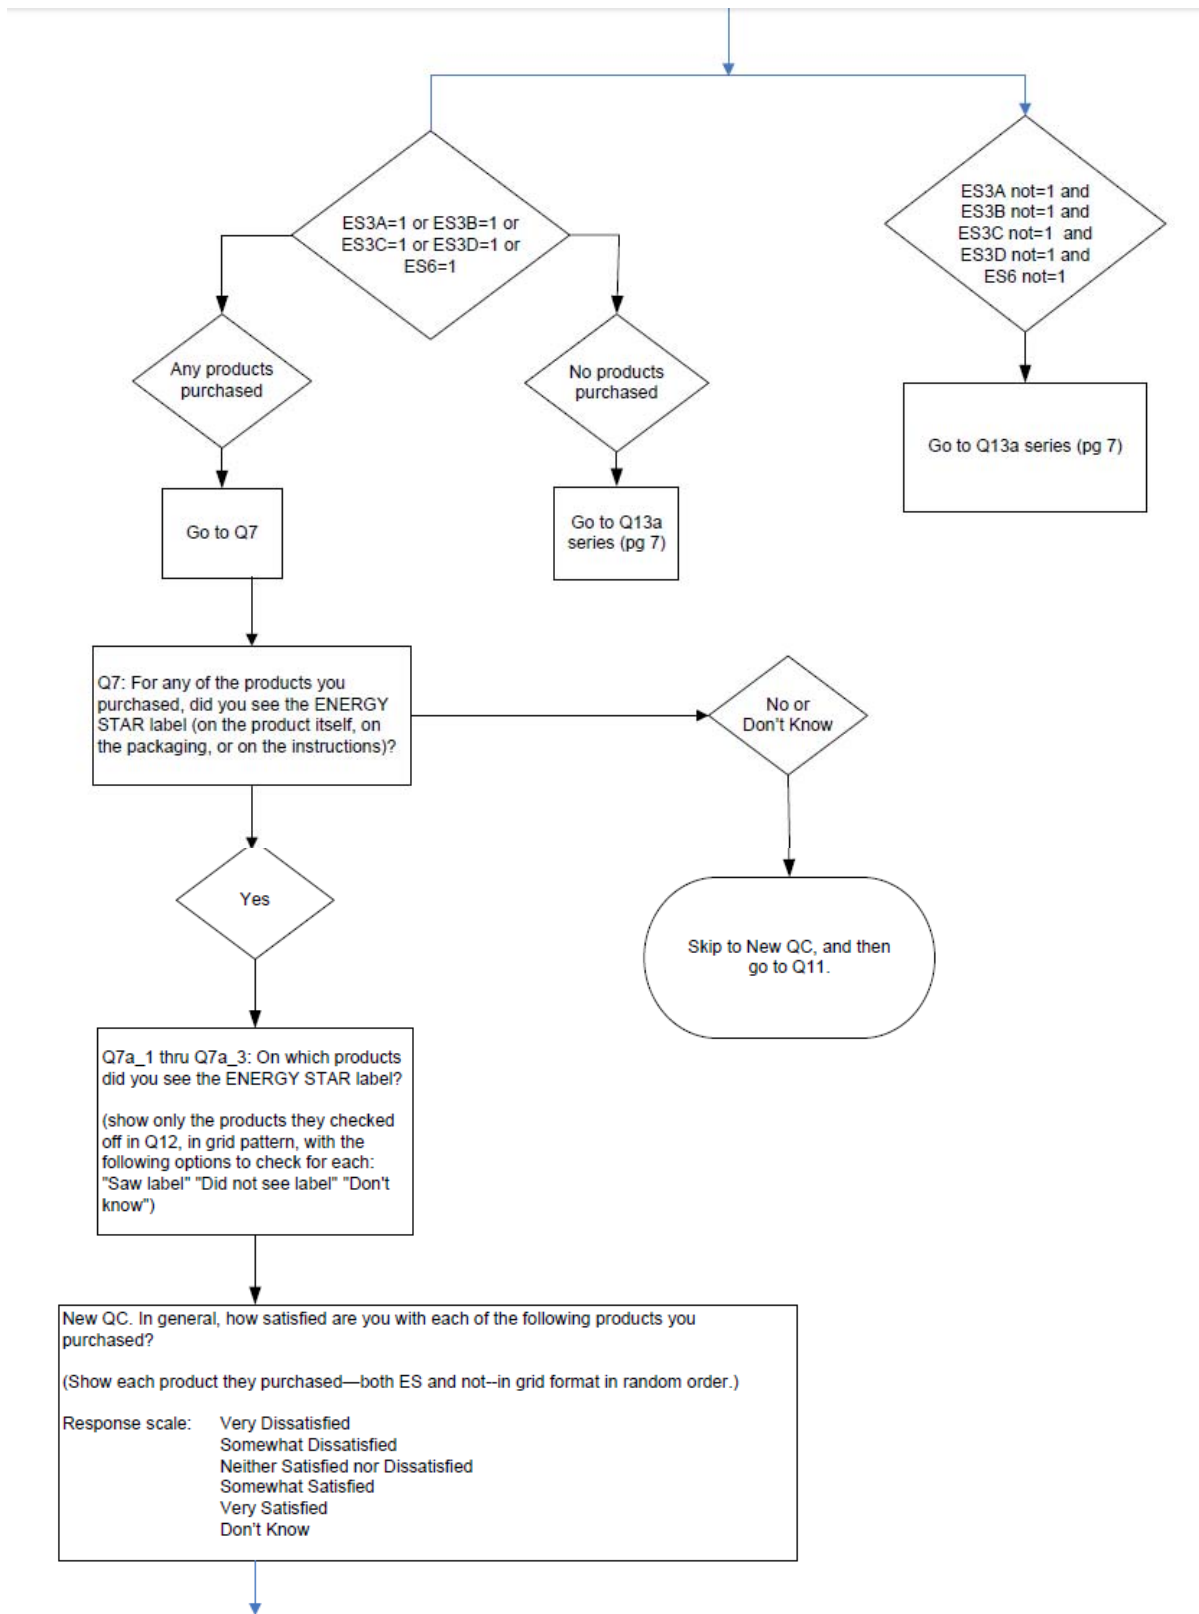 ES3A=1 or ES3B=1 or
ES3C=1 or ES3D=1 or
ES6=1
ES3A not=1 and
ES3B not=1 and
ES3C not=1 and
ES3D not=1 and
ES6 not=1
Any products
purchased
No products
purchased
Go to Q13a series (pg 7)
Go to Q7
Go to Q13a
series (pg 7)
Q7: For any of the products you
purchased, did you see the ENERGY
STAR label (on the product itself, on
the packaging, or on the instructions)?
No or
Don't Know
Yes
Skip to New QC, and then
go to Q11.
Q7a_1 thru Q7a_3: On which products
did you see the ENERGY STAR label?
(show only the products they checked
off in Q12, in grid pattern, with the
following options to check for each:
"Saw label" "Did not see label" "Don't
know")
New QC. In general, how satisfied are you with each of the following products you
purchased?
(Show each product they purchased—both ES and not--in grid format in random order.)
Response scale: Very Dissatisfied
Somewhat Dissatisfied
Neither Satisfied nor Dissatisfied
Somewhat Satisfied
Very Satisfied
Don't Know